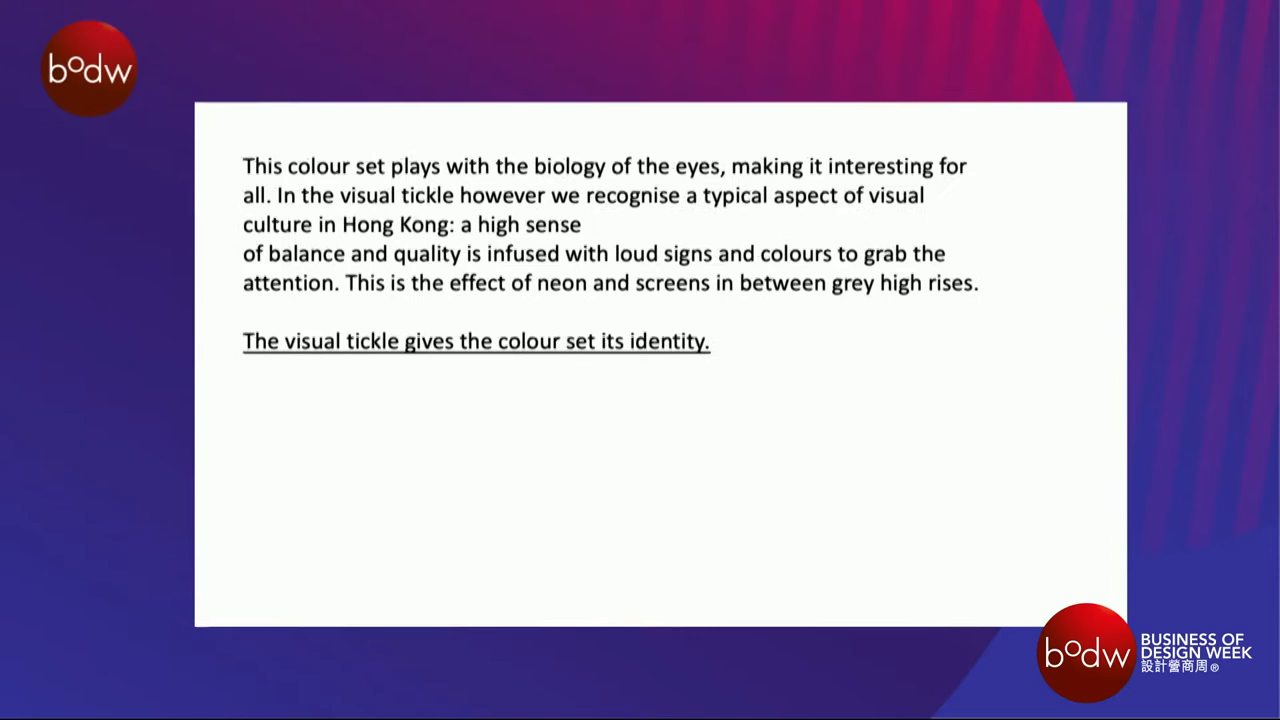 bodw
This colour set plays with the biology of the eyes, making it interesting for
all. In the visual tickle however we recognise a typical aspect of visual
culture in Hong Kong: a high sense
of balance and quality is infused with loud signs and colours to grab the
attention. This is the effect of neon and screens in between grey high rises.
The visual tickle gives the colour set its identity.
bodw
BUSINESS OF
DESIGN WEEK
設計營商周®